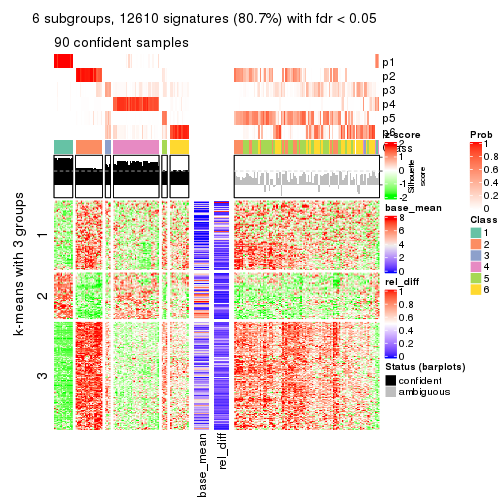 6 subgroups, 12610 signatures (80.7%) with fdr < 0.05
90 confident samples
p1
p2
p3
p4
p5
p6
z-score
2
1
0
-1
-2
Class
Silhouette
score
Prob
1
0.8
0.6
0.4
0.2
0
base_mean
8
6
4
2
0
Class
1
2
3
4
5
6
rel_diff
1
0.8
0.6
0.4
0.2
0
Status (barplots)
confident
ambiguous
k-means with 3 groups
1
2
3
base_mean
rel_diff